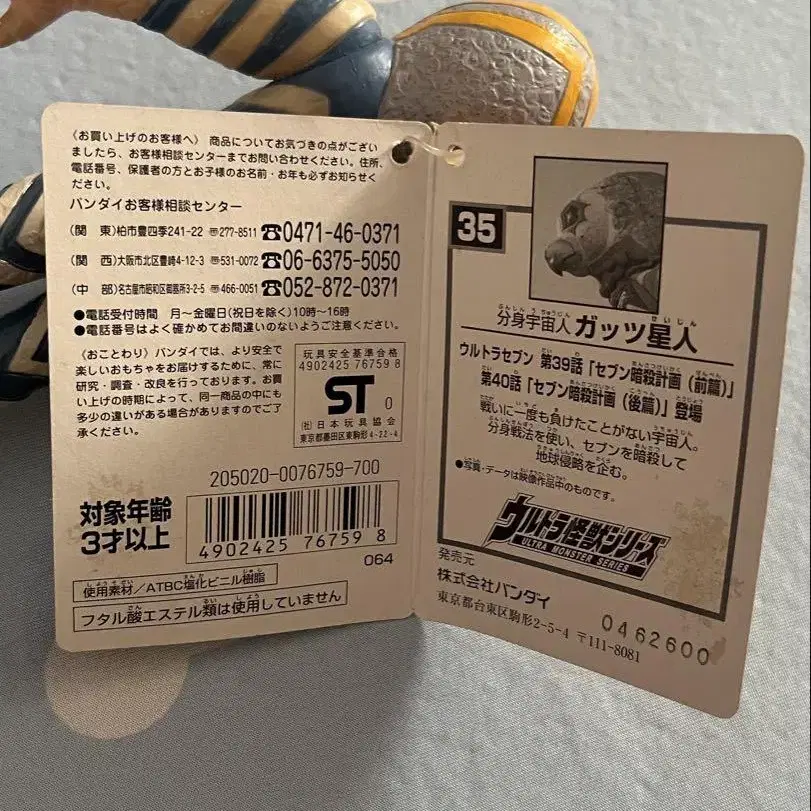 〈お買い上げのお客様へ〉 商品についてお気づきの点がござい
ましたら、お客様相談センターまでお問い合わせください。住所、
電話番号、保護者の方とお子様のお名前・お年も必ずお知らせく
ださい。
バンダイお客様相談センター
(関 東)柏市豊四季241-22 〒277-8511 ☎0471-46-0371
(関 西)大阪市北区豊崎4-12-3 〒531-0072 ☎06-6375-5050
(中 部)名古屋市昭和区御器所3-2-5 〒466-0051 ☎052-872-0371
●電話受付時間 月〜金曜日(祝日を除く)10時〜16時
●電話番号はよく確かめてお間違のないようご注意ください。
〈おことわり〉バンダイでは、より安全で
楽しいおもちゃをお届けするために、常に
研究・調査・改良を行っております。お買
い上げの時期によって、同一商品の中にも
多少の違いがある場合がありますのでご了
承ください。
玩具安全基準合格
4902425 76759 8
ST
0
(社)日本玩具協会
東京都墨田区東駒形4-22-4
205020-0076759-700
対象年齢
3才以上
4902425 767598
064
使用素材/ATBC塩化ビニル樹脂
フタル酸エステル類は使用していません
35
分身宇宙人 ガッツ星人
ウルトラセブン 第39話「セブン暗殺計画(前篇)」
第40話「セブン暗殺計画(後篇)」登場
戦いに一度も負けたことがない宇宙人。
分身戦法を使い、セブンを暗殺して
地球侵略を企む。
●写真・データは映像作品中のものです。
ウルトラ怪獣シリーズ
ULTRA MONSTER SERIES
発売元
株式会社バンダイ
東京都台東区駒形2-5-4 〒111-8081
0462600